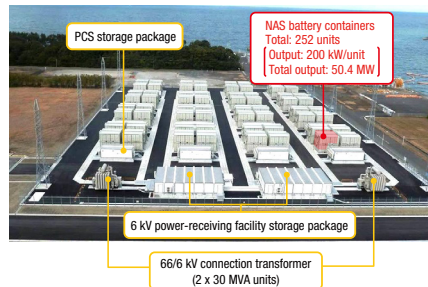 PCS storage package
NAS battery containers
Total: 252 units
Output: 200 kW/unit
Total output: 50.4 MW
6 kV power-receiving facility storage package
66/6 kV connection transformer
(2 x 30 MVA units)